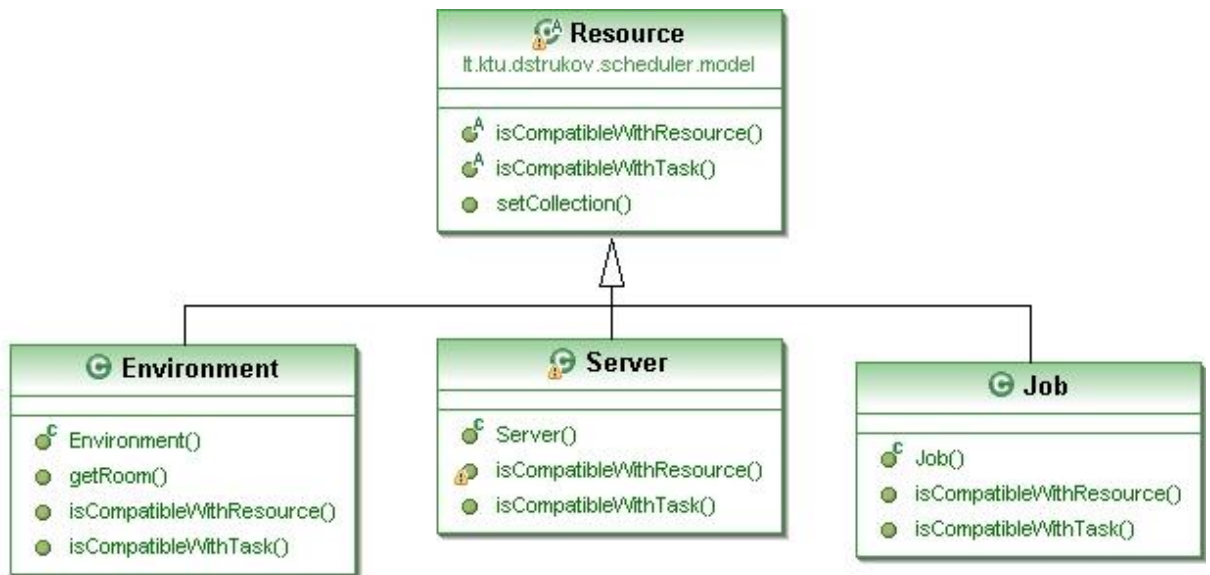 Resource
lt.ktu.dstrukov.scheduler.model
isCompatibleWithResource()
isCompatibleWithTask()
setCollection()
Environment
Environment()
getRoom()
isCompatibleWithResource()
isCompatibleWithTask()
Server
Server()
isCompatibleWithResource()
isCompatibleWithTask()
Job
Job()
isCompatibleWithResource()
isCompatibleWithTask()